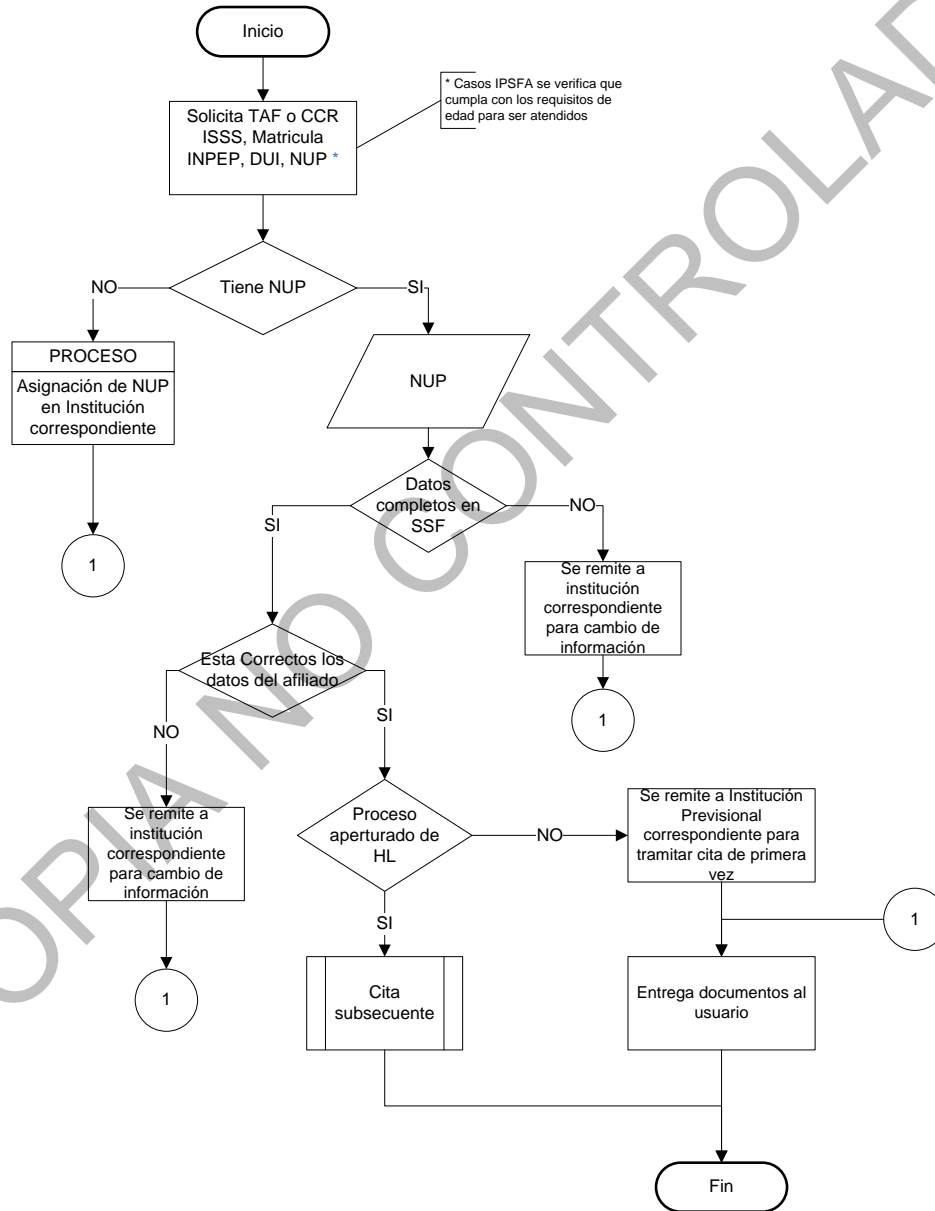 Inicio
* Casos IPSFA se verifica que
cumpla con los requisitos de
edad para ser atendidos
Solicita TAF o CCR
ISSS, Matricula
INPEP, DUI, NUP *
Tiene NUP
NO
SI
PROCESO
Asignación de NUP
en Institución
correspondiente
NUP
1
Datos
completos en
SSF
SI
NO
Se remite a
institución
correspondiente
para cambio de
información
1
Esta Correctos los
datos del afiliado
NO
SI
Se remite a
institución
correspondiente
para cambio de
información
1
Proceso
aperturado de
HL
NO
SI
Se remite a Institución
Previsional
correspondiente para
tramitar cita de primera
vez
1
Cita
subsecuente
Entrega documentos al
usuario
Fin
OPIA NO CONTROLAD